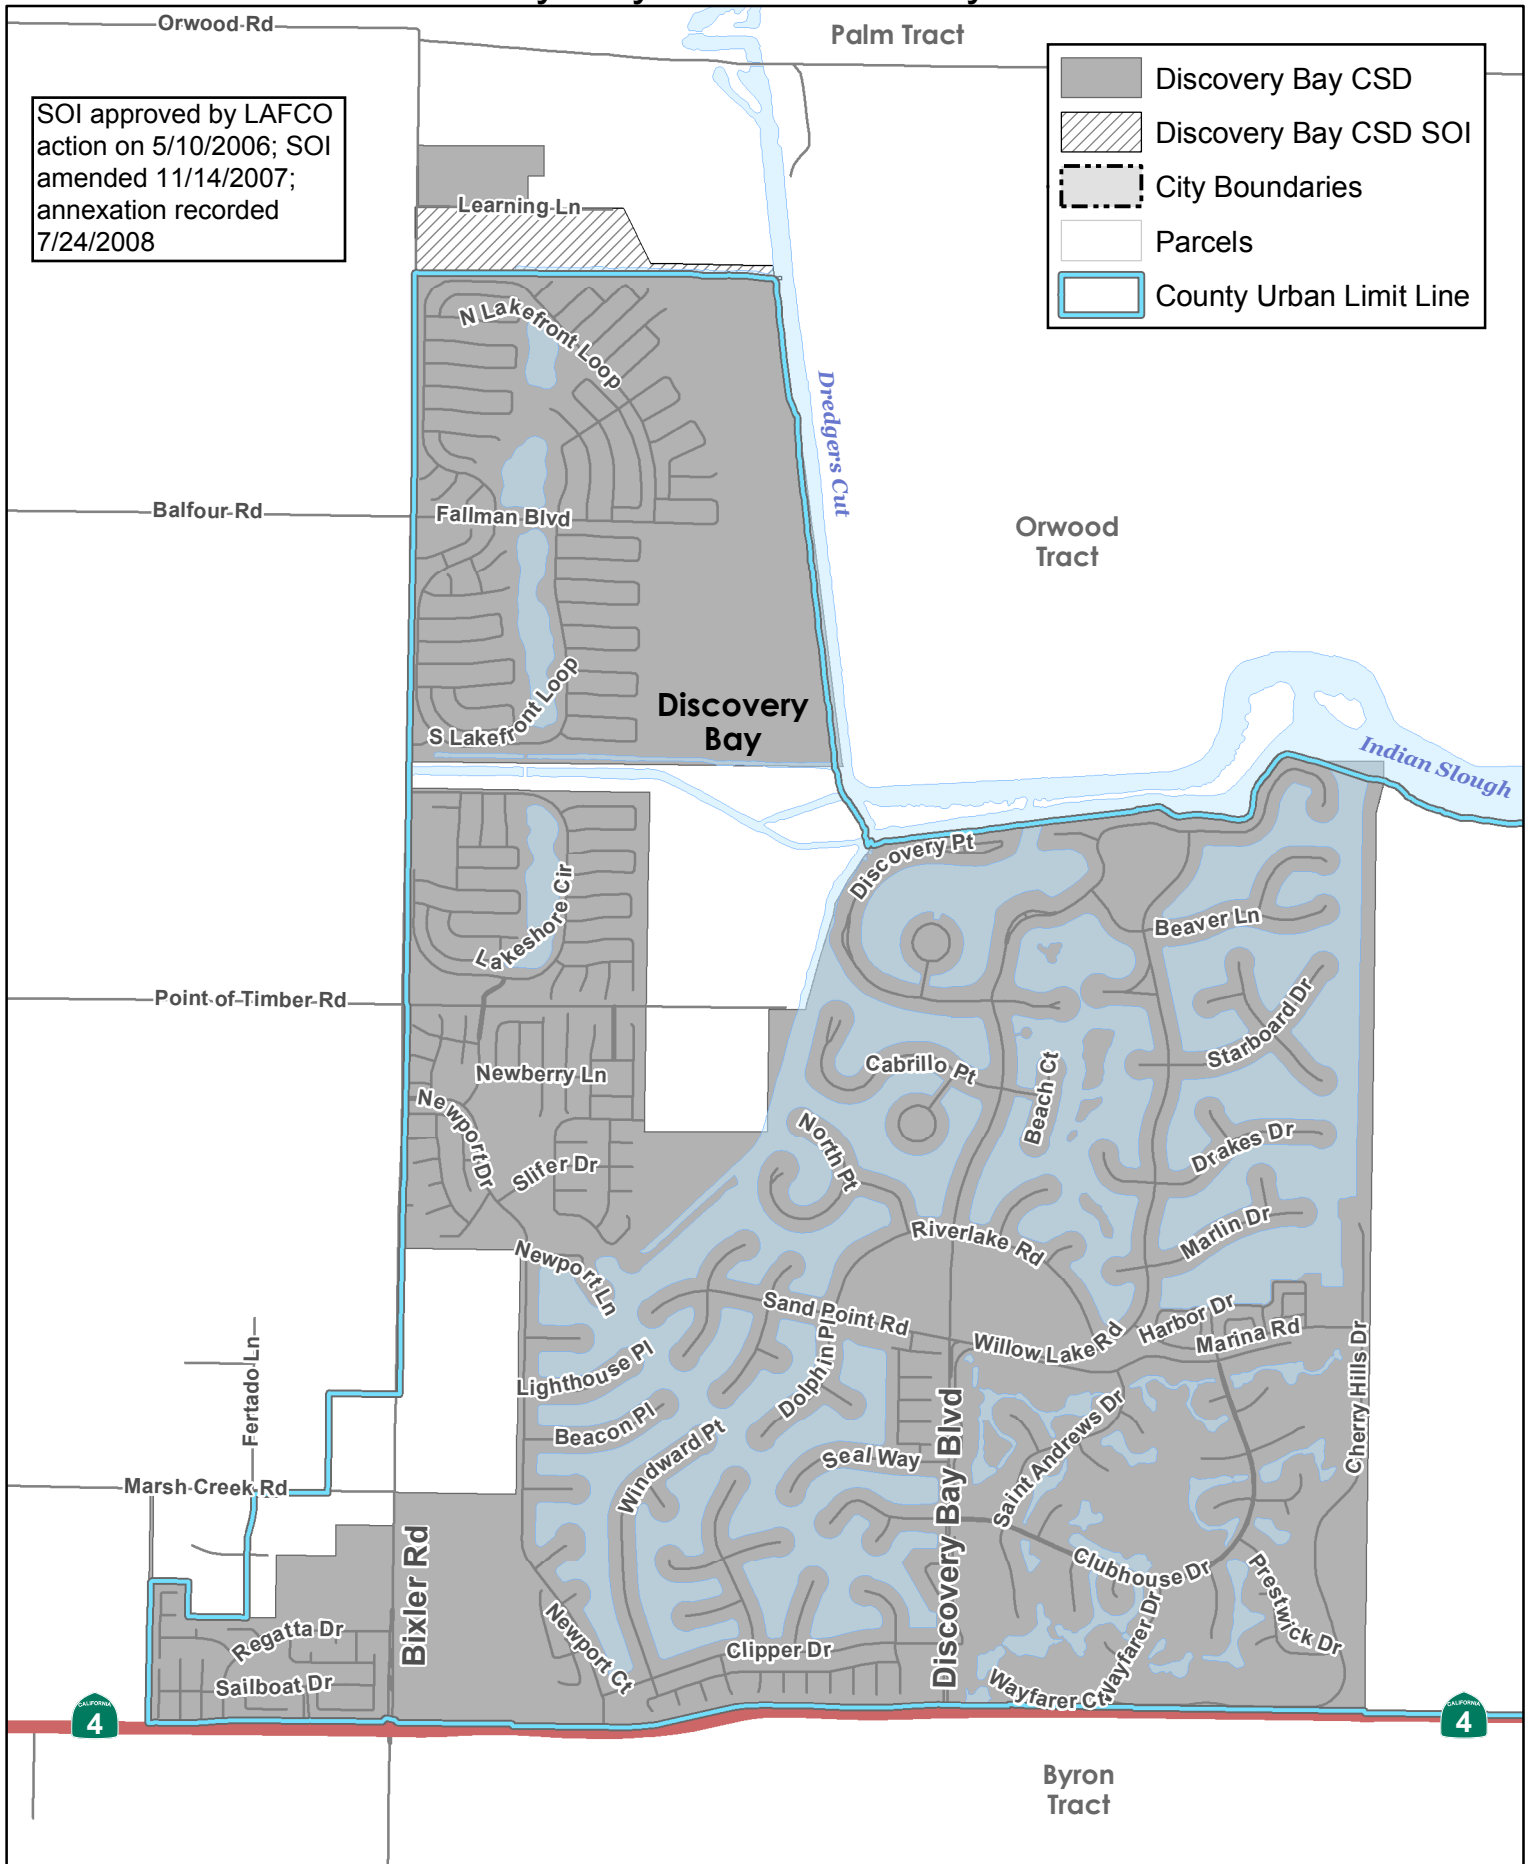 Orwood Rd
Palm Tract
SOI approved by LAFCO
action on 5/10/2006; SOI
amended 11/14/2007;
annexation recorded
7/24/2008
Discovery Bay CSD
Discovery Bay CSD SOI
City Boundaries
Parcels
County Urban Limit Line
Learning Ln
N Lakefront Loop
Dredger's Cut
Balfour Rd
Fallman Blvd
Orwood
Tract
S Lakefront Loop
Discovery
Bay
Indian Slough
Discovery Pt
Lakeshore Cir
Beaver Ln
Point of Timber Rd
Starboard Dr
Newberry Ln
Cabrillo Pt
Beach Ct
Newport Dr
North Pt
Drakes Dr
Slifer Dr
Marlin Dr
Riverlake Rd
Newport Ln
Sand Point Rd
Harbor Dr
Marina Rd
Willow Lake Rd
Cherry Hills Dr
Fertado Ln
Lighthouse Pl
Dolphin Pl
Beacon Pl
Windward Pt
Seal Way
Saint Andrews Dr
Marsh Creek Rd
Discovery Bay Blvd
Bixler Rd
Clubhouse Dr
Prestwick Dr
Regatta Dr
Newport Ct
Clipper Dr
Wayfarer Dr
Sailboat Dr
Wayfarer Ct
CALIFORNIA
4
CALIFORNIA
4
Byron
Tract